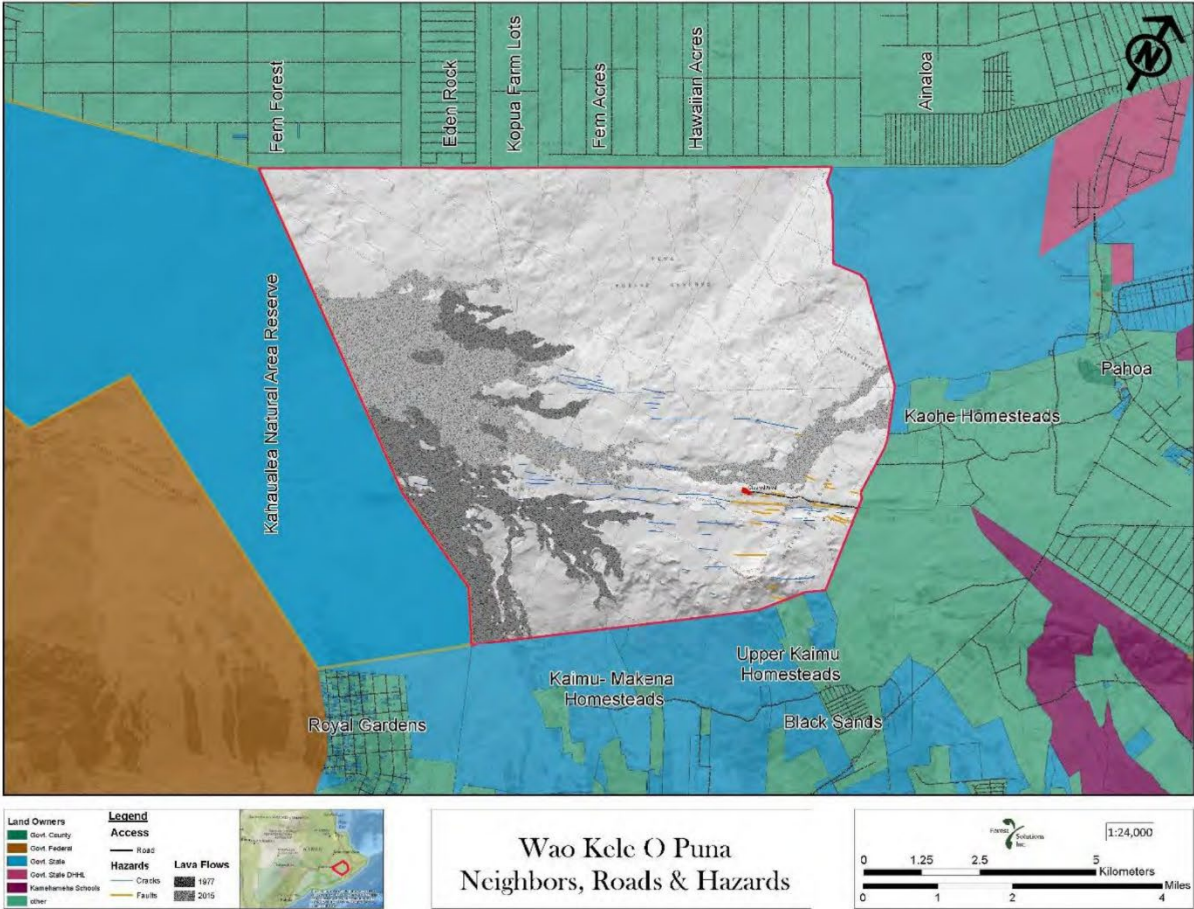 N
Fern Forest
Eden Rock
Kopua Farm Lots
Fern Acres
Hawaiian Acres
Ainaloa
Kahaualea Natural Area Reserve
Pahoa
Kaohe Homesteads
Upper Kaimu
Homesteads
Kaimu- Makena
Homesteads
Black Sands
Royal Gardens
Land Owners
Govt. County
Govt. Federal
Govt. State
Govt. State DHHL
Kamehameha Schools
other
Legend
Access
Road
Hazards
Cracks
Faults
Lava Flows
1977
2015
Wao Kele O Puna
Neighbors, Roads & Hazards
Forest
Solutions
Inc.
1:24,000
0 1.25 2.5 5
Kilometers
Miles
0 1 2 4